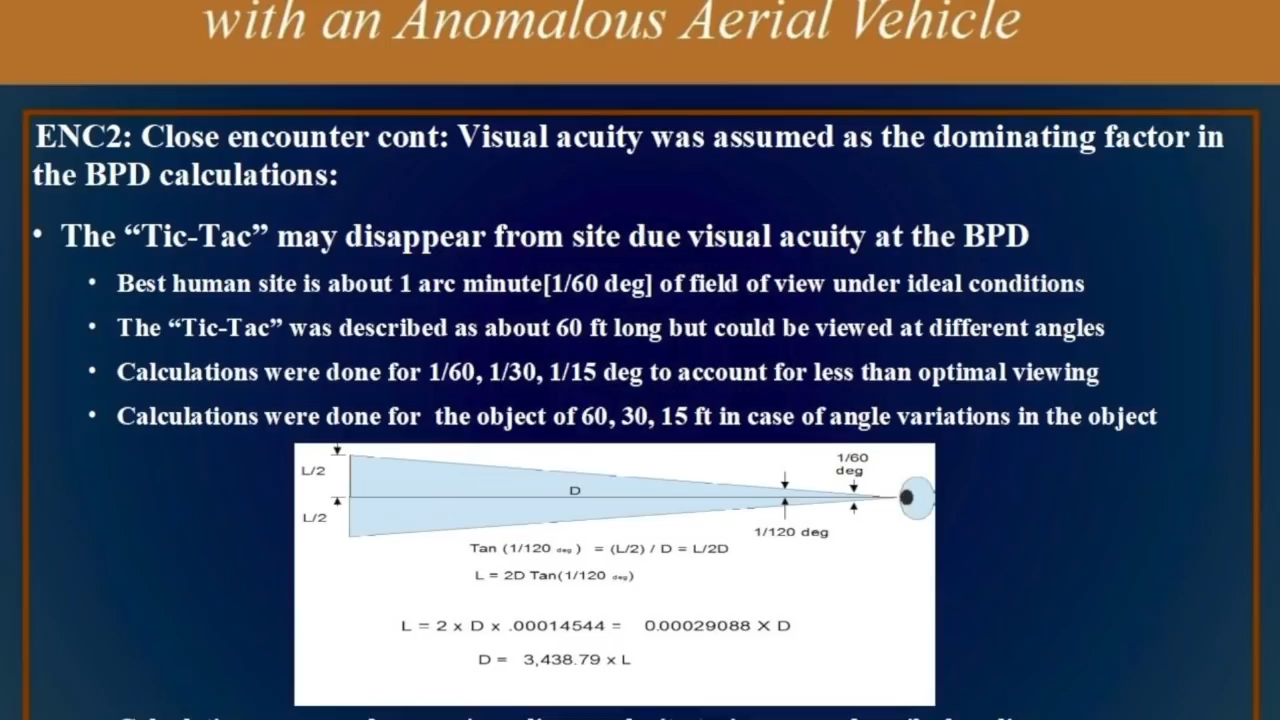 with an Anomalous Aerial Vehicle
ENC2: Close encounter cont: Visual acuity was assumed as the dominating factor in
the BPD calculations:
• The “Tic-Tac” may disappear from site due visual acuity at the BPD
• Best human site is about 1 arc minute[1/60 deg] of field of view under ideal conditions
• The “Tic-Tac” was described as about 60 ft long but could be viewed at different angles
• Calculations were done for 1/60, 1/30, 1/15 deg to account for less than optimal viewing
• Calculations were done for the object of 60, 30, 15 ft in case of angle variations in the object
L/2
L/2
D
1/60
deg
1/120 deg
Tan (1/120 deg ) = (L/2) / D = L/2D
L = 2D Tan(1/120 deg)
L = 2 x D x .00014544 = 0.00029088 X D
D = 3,438.79 x L